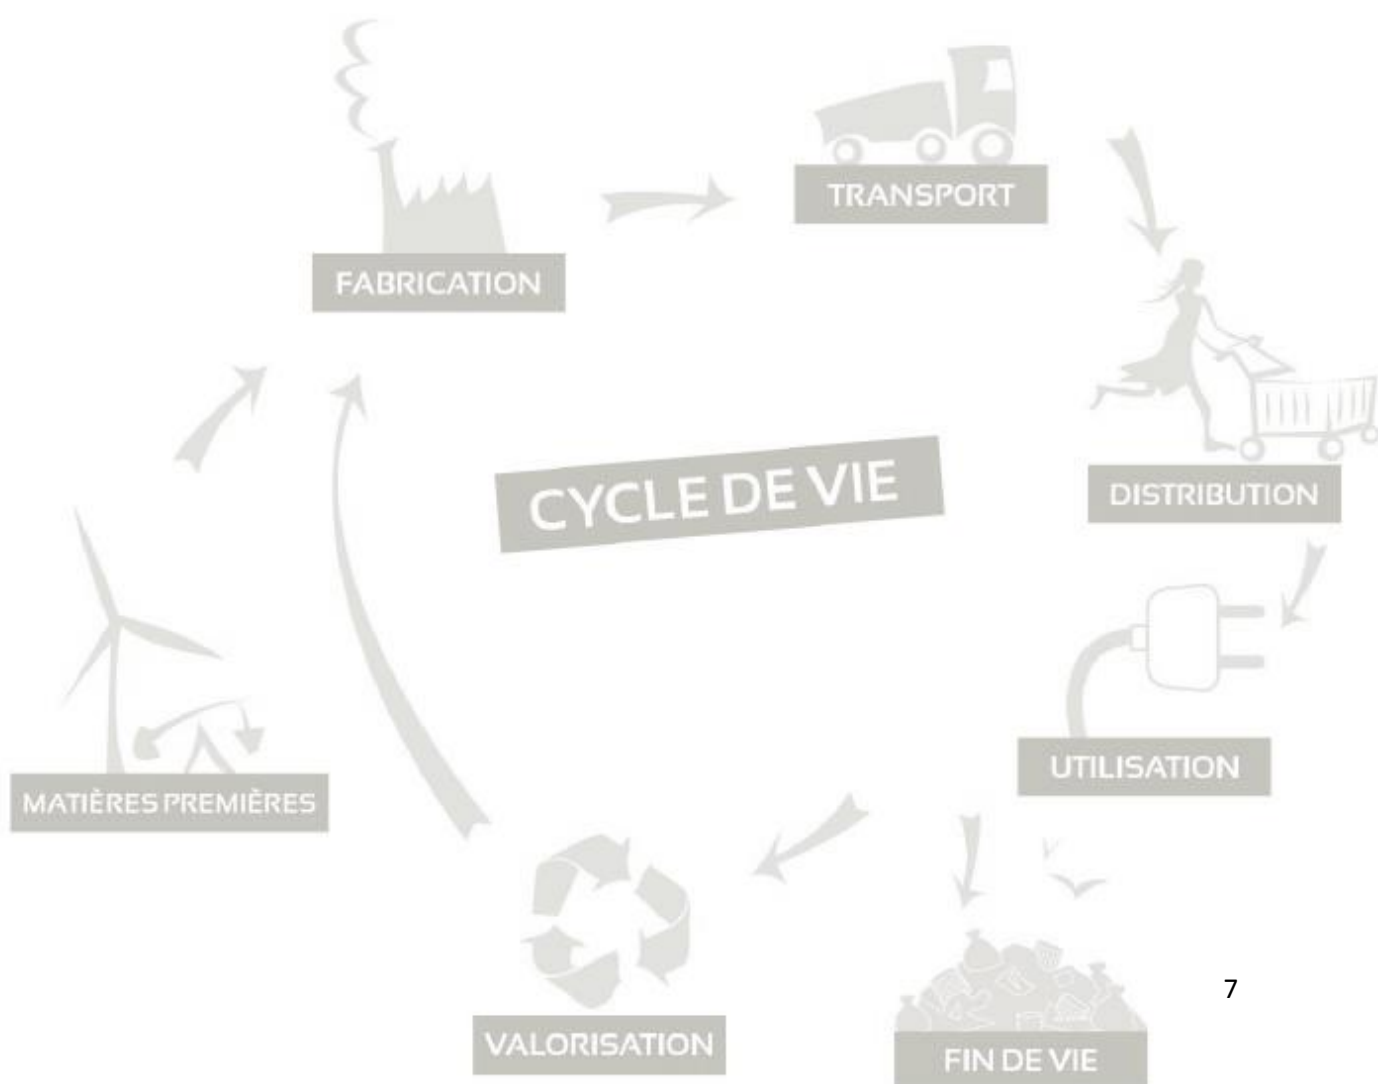 TRANSPORT
FABRICATION
CYCLE DE VIE
DISTRIBUTION
UTILISATION
MATIÈRES PREMIÈRES
VALORISATION
FIN DE VIE
7